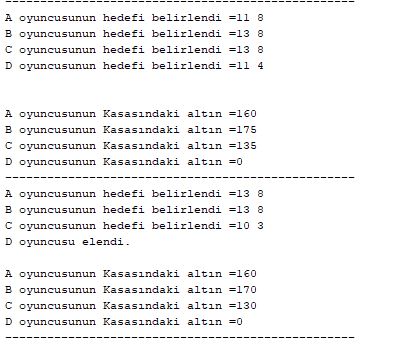 --------------------------------------------------
A oyuncusunun hedefi belirlendi =11 8
B oyuncusunun hedefi belirlendi =13 8
C oyuncusunun hedefi belirlendi =13 8
D oyuncusunun hedefi belirlendi =11 4
A oyuncusunun Kasasındaki altın =160
B oyuncusunun Kasasındaki altın =175
C oyuncusunun Kasasındaki altın =135
D oyuncusunun Kasasındaki altın =0
--------------------------------------------------
A oyuncusunun hedefi belirlendi =13 8
B oyuncusunun hedefi belirlendi =13 8
C oyuncusunun hedefi belirlendi =10 3
D oyuncusu elendi.
A oyuncusunun Kasasındaki altın =160
B oyuncusunun Kasasındaki altın =170
C oyuncusunun Kasasındaki altın =130
D oyuncusunun Kasasındaki altın =0
--------------------------------------------------